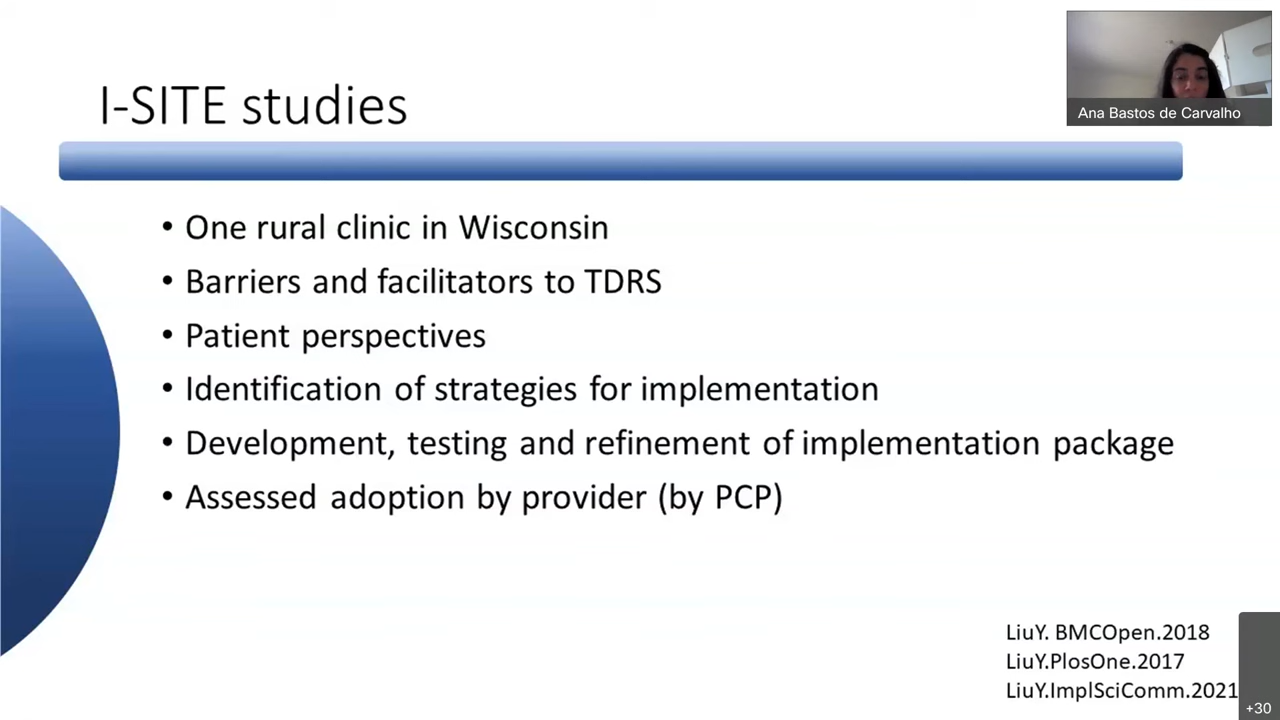 I-SITE studies
Ana Bastos de Carvalho
• One rural clinic in Wisconsin
• Barriers and facilitators to TDRS
• Patient perspectives
• Identification of strategies for implementation
• Development, testing and refinement of implementation package
• Assessed adoption by provider (by PCP)
LiuY. BMCOpen.2018
LiuY.PlosOne.2017
LiuY.ImplSciComm.2021
+30